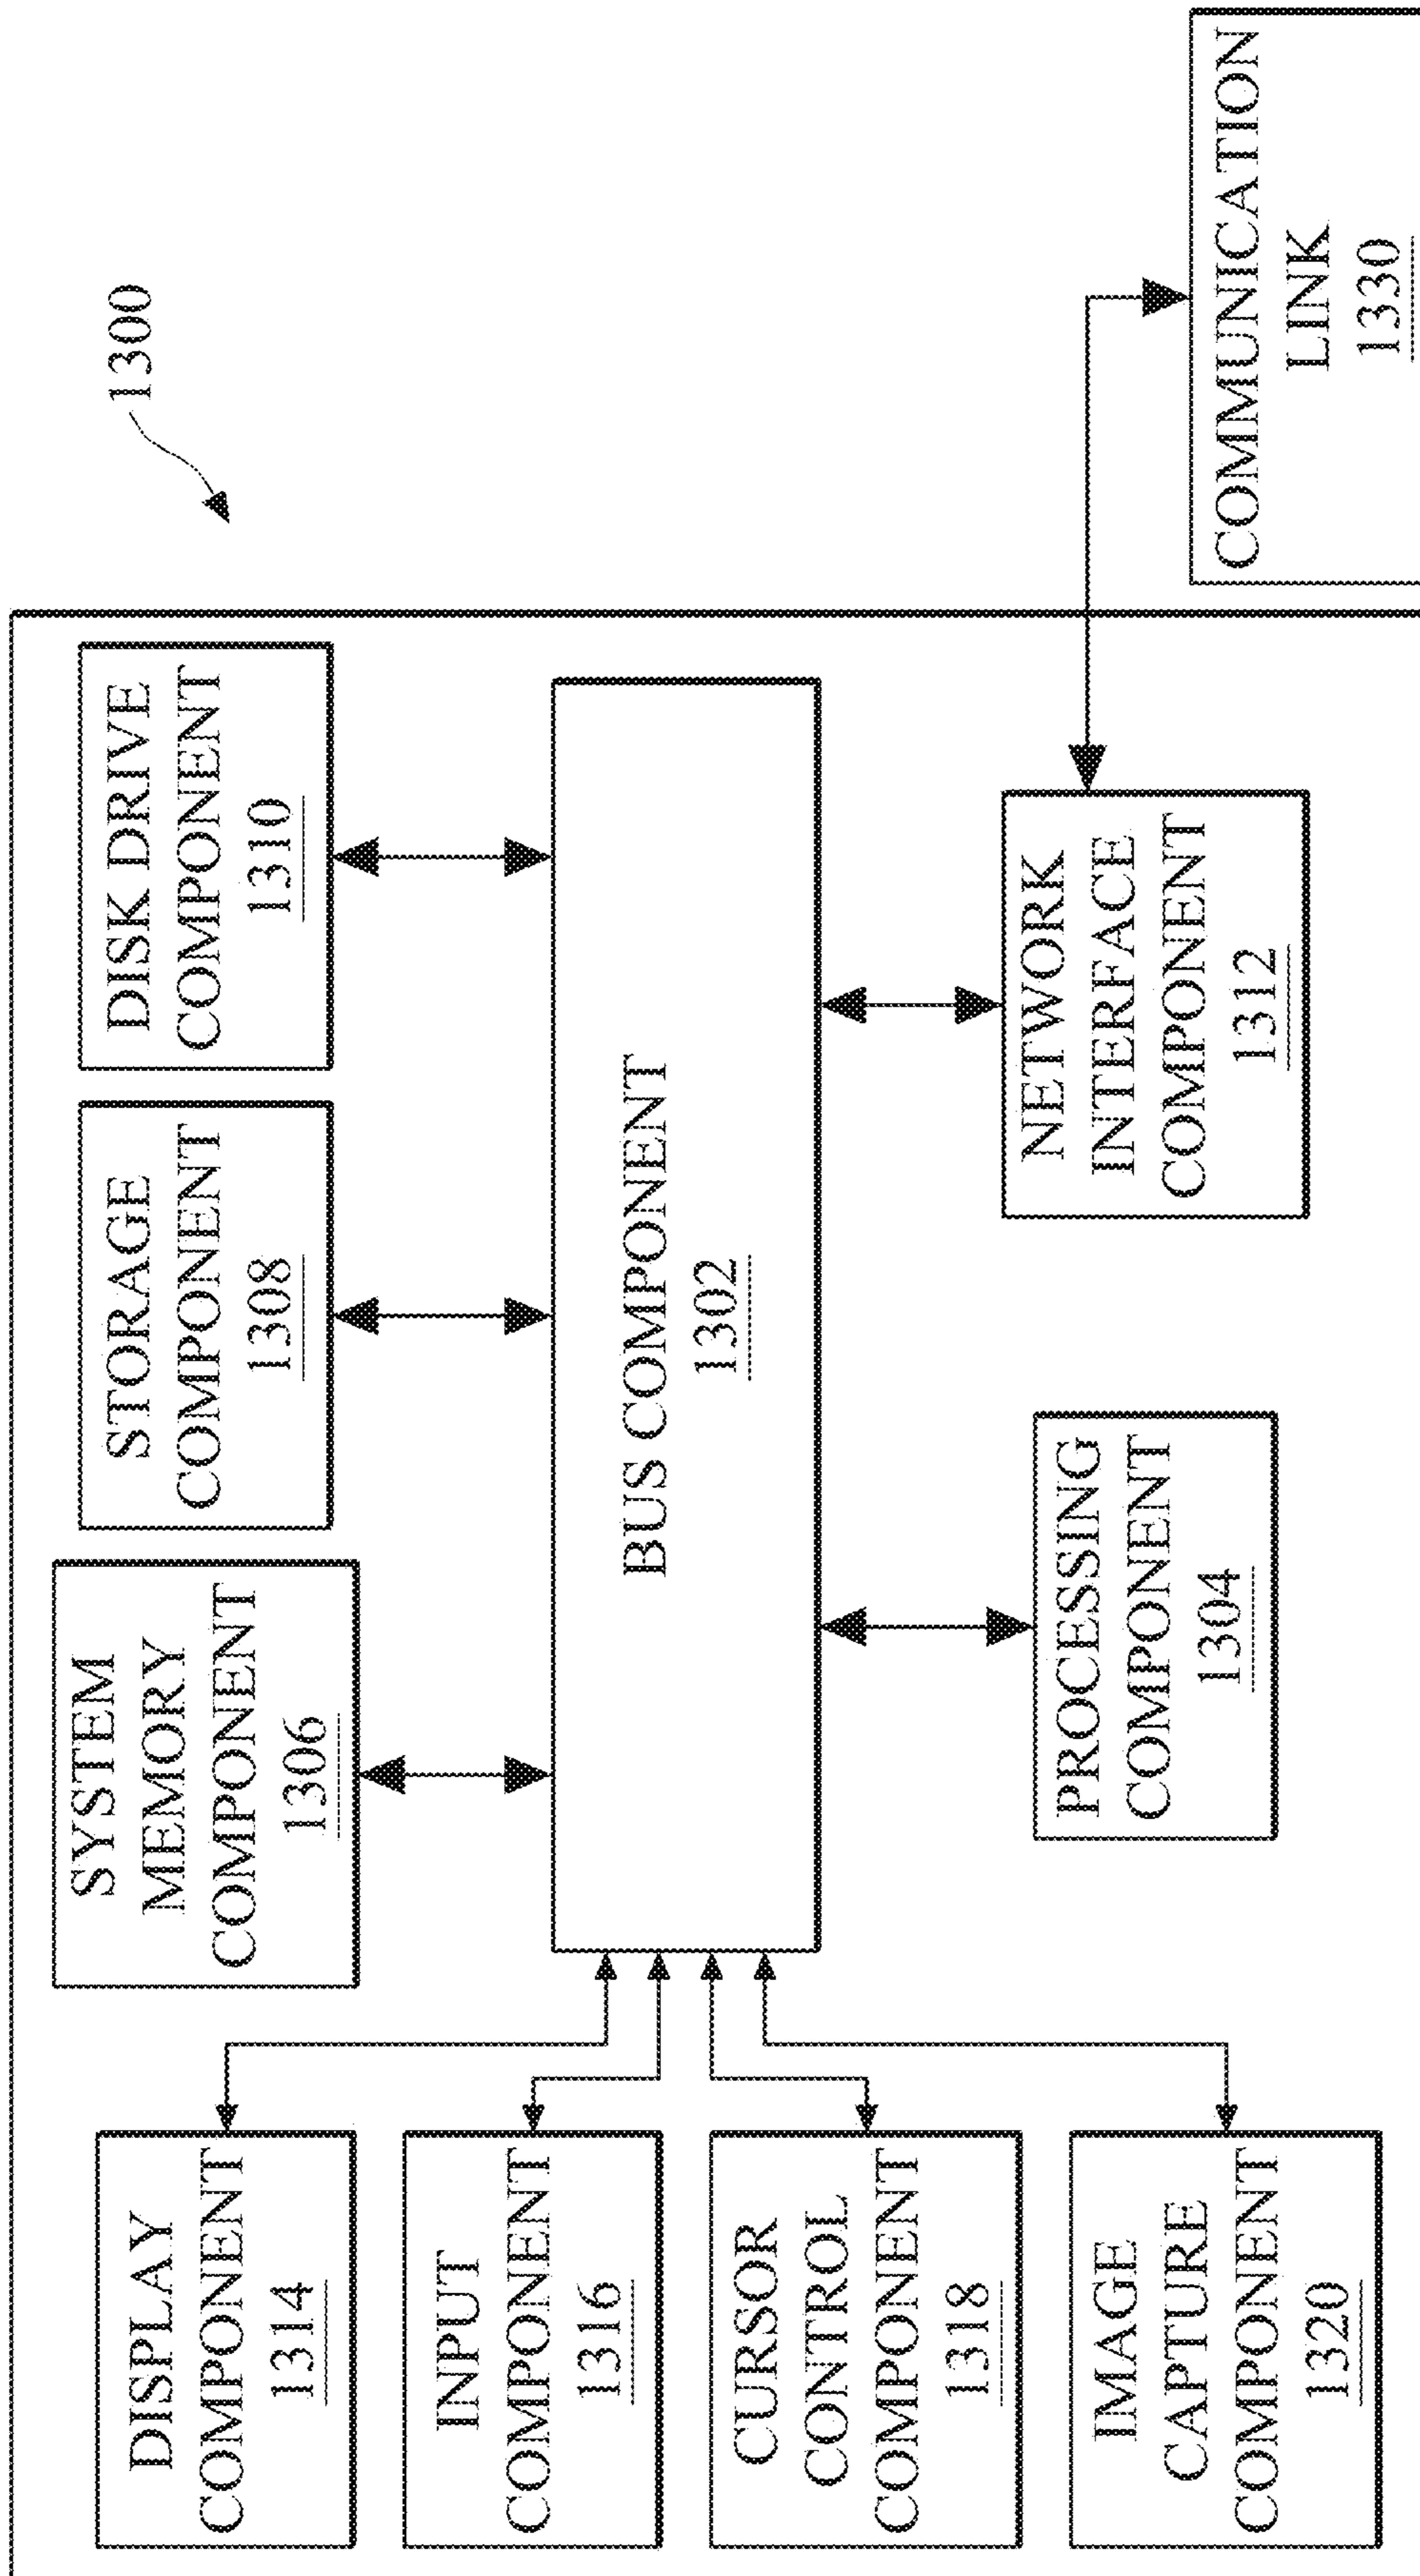 1300
DISPLAY
COMPONENT
1314
INPUT
COMPONENT
1316
CURSOR
CONTROL
COMPONENT
1318
IMAGE
CAPTURE
COMPONENT
1320
SYSTEM
MEMORY
COMPONENT
1306
STORAGE
COMPONENT
1308
DISK DRIVE
COMPONENT
1310
BUS COMPONENT
1302
PROCESSING
COMPONENT
1304
NETWORK
INTERFACE
COMPONENT
1312
COMMUNICATION
LINK
1330